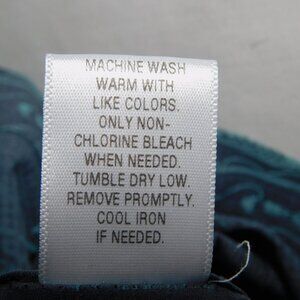 MACHINE WASH
WARM WITH
LIKE COLORS
ONLY NON-
CHLORINE BLEACH
WHEN NEEDED.
TUMBLE DRY LOW.
REMOVE PROMPTLY.
COOL IRON
IF NEEDED.